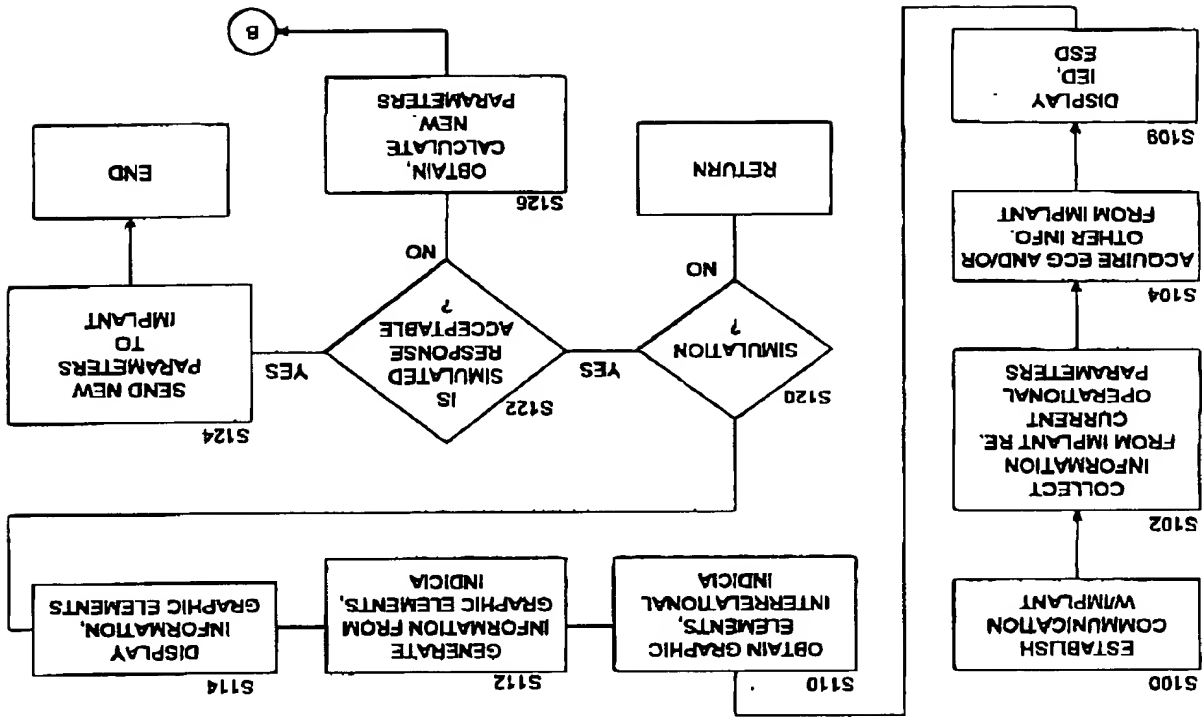 S100
ESTABLISH
COMMUNICATION
W/IMPLANT
S102
COLLECT
INFORMATION
FROM IMPLANT RE.
CURRENT
OPERATIONAL
PARAMETERS
S104
ACQUIRE ECG AND/OR
OTHER INFO.
FROM IMPLANT
S106
DISPLAY
IED,
ESD
S110
OBTAIN GRAPHIC
ELEMENTS,
INTERRELATIONAL
INDICIA
S112
GENERATE
INFORMATION FROM
GRAPHIC ELEMENTS,
INDICIA
S114
DISPLAY
INFORMATION,
GRAPHIC ELEMENTS
S120
SIMULATION
?
YES
NO
RETURN
S122
IS
SIMULATED
RESPONSE
ACCEPTABLE
?
YES
NO
S124
SEND NEW
PARAMETERS
TO
IMPLANT
END
S126
OBTAIN,
CALCULATE
NEW.
PARAMETERS
B